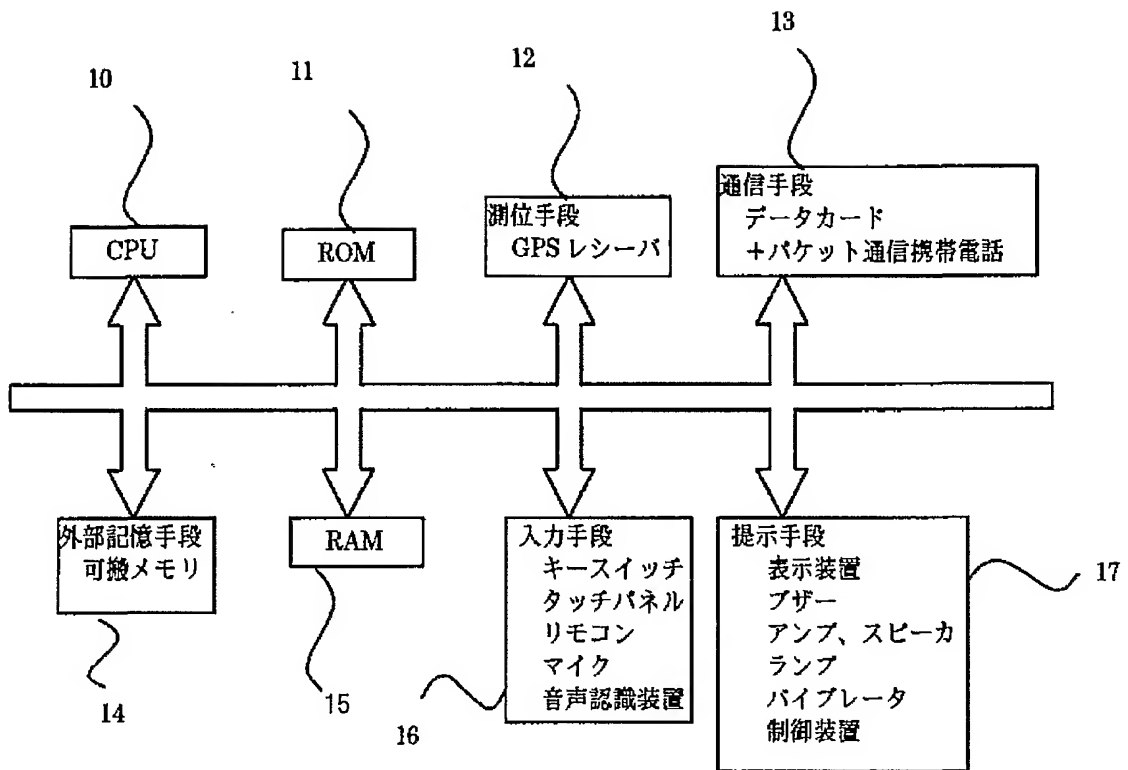 13
12
11
10
通信手段
データカード
+パケット通信携帯電話
測位手段
GPSレシーバ
CPU
ROM
外部記憶手段
可搬メモリ
RAM
入力手段
キースイッチ
タッチパネル
リモコン
マイク
音声認識装置
提示手段
表示装置
ブザー
アンプ、スピーカ
ランプ
バイブレータ
制御装置
17
14
15
16